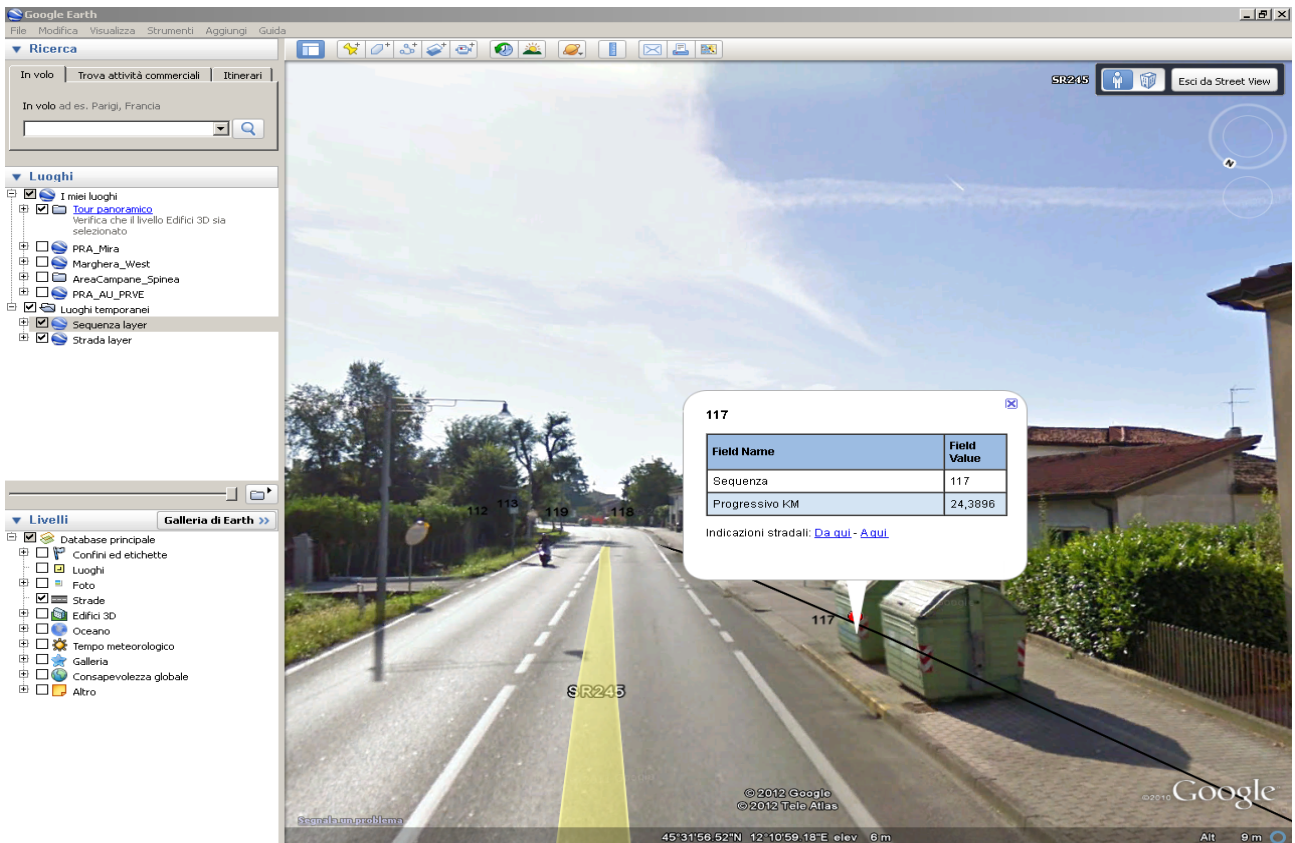 Google Earth
File Modifica Visualizza Strumenti Aggiungi Guida
Ricerca
In volo Trova attività commerciali Itinerari
In volo ad es. Parigi, Francia
Luoghi
I miei luoghi
Tour panoramico
Verifica che il livello Edifici 3D sia
selezionato
PRA_Mira
Marghera_West
AreaCampane_Spinea
PRA_AU_PRVE
Luoghi temporanei
Sequenza layer
Strada layer
Livelli Galleria di Earth >>
Database principale
Confini ed etichette
Luoghi
Foto
Strade
Edifici 3D
Oceano
Tempo meteorologico
Galleria
Consapevolezza globale
Altro
SR245 Esci da Street View
N
117
Field Name Field Value
Sequenza 117
Progressivo KM 24,3896
Indicazioni stradali: Da qui - A qui
112 113 119 118
117
SR245
© 2012 Google
© 2012 Tele Atlas
©2010 Google
Segnala un problema
45°31'56.52"N 12°10'59.18"E elev 6 m Alt 9 m